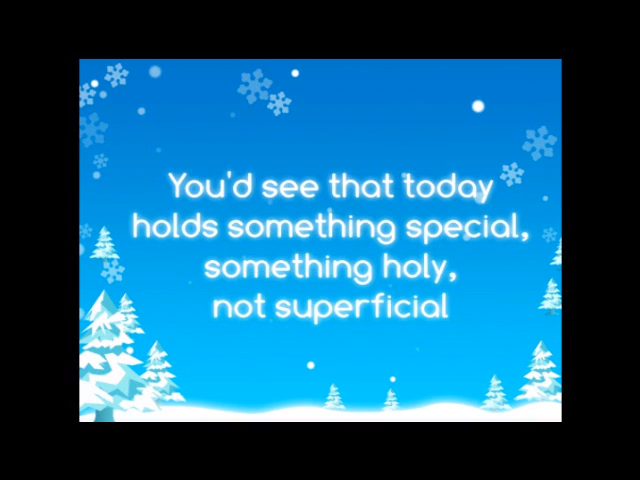 You'd see that today
holds something special,
something holy,
not superficial